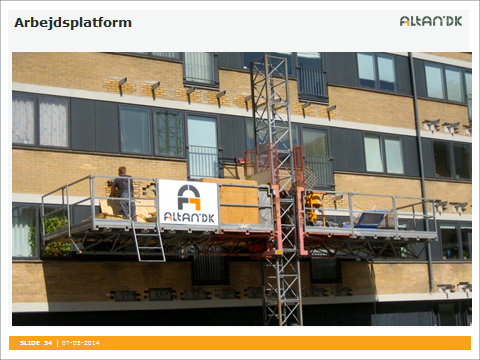 Arbejdsplatform
ALTAN'DK
ALTAN'DK
SLIDE 34 | 07-05-2014